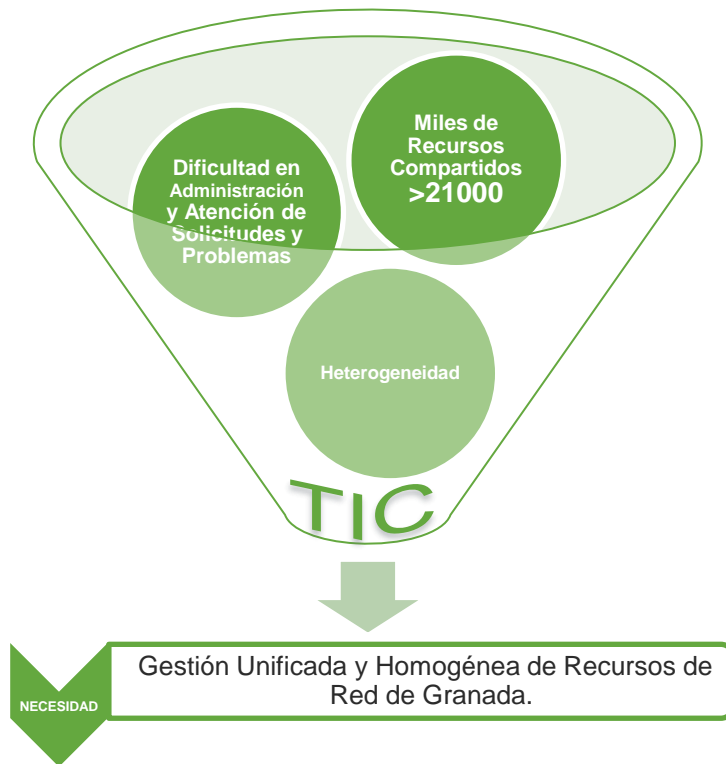 Miles de
Recursos
Compartidos
>21000
Dificultad en
Administración
y Atención de
Solicitudes y
Problemas
Heterogeneidad
TIC
NECESIDAD
Gestión Unificada y Homogénea de Recursos de
Red de Granada.